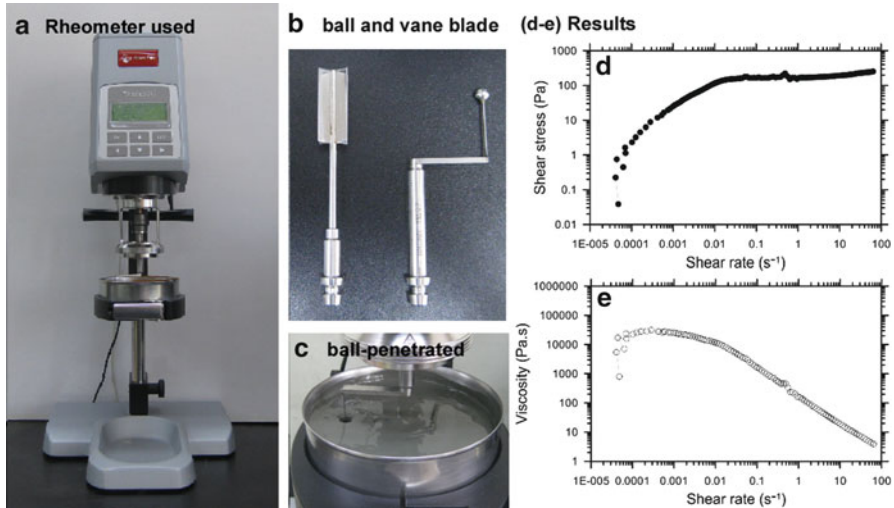 a Rheometer used
b ball and vane blade
c ball-penetrated
(d-e) Results
d
Shear stress (Pa)
1000
100
10
1
0.1
0.01
1E-005 0.0001 0.001 0.01 0.1 1 10 100
Shear rate (s⁻¹)
e
Viscosity (Pa.s)
1000000
100000
10000
1000
100
10
1
1E-005 0.0001 0.001 0.01 0.1 1 10 100
Shear rate (s⁻¹)